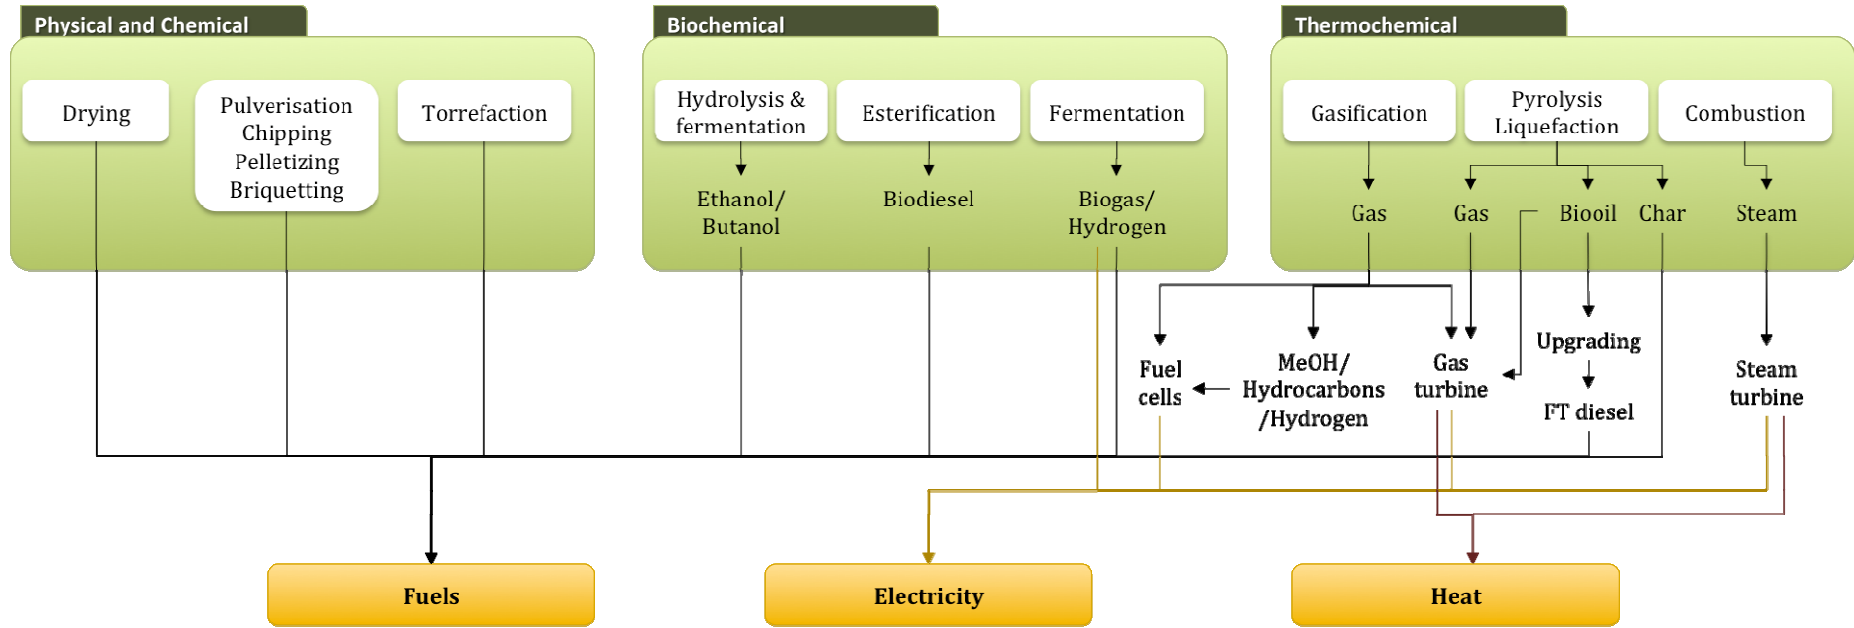 Physical and Chemical
Drying
Pulverisation
Chipping
Pelletizing
Briquetting
Torrefaction
Biochemical
Hydrolysis &
fermentation
Esterification
Fermentation
Ethanol/
Butanol
Biodiesel
Biogas/
Hydrogen
Thermochemical
Gasification
Pyrolysis
Liquefaction
Combustion
Gas
Gas
Biooil
Char
Steam
Fuel
cells
MeOH/
Hydrocarbons
/Hydrogen
Gas
turbine
Upgrading
FT diesel
Steam
turbine
Fuels
Electricity
Heat